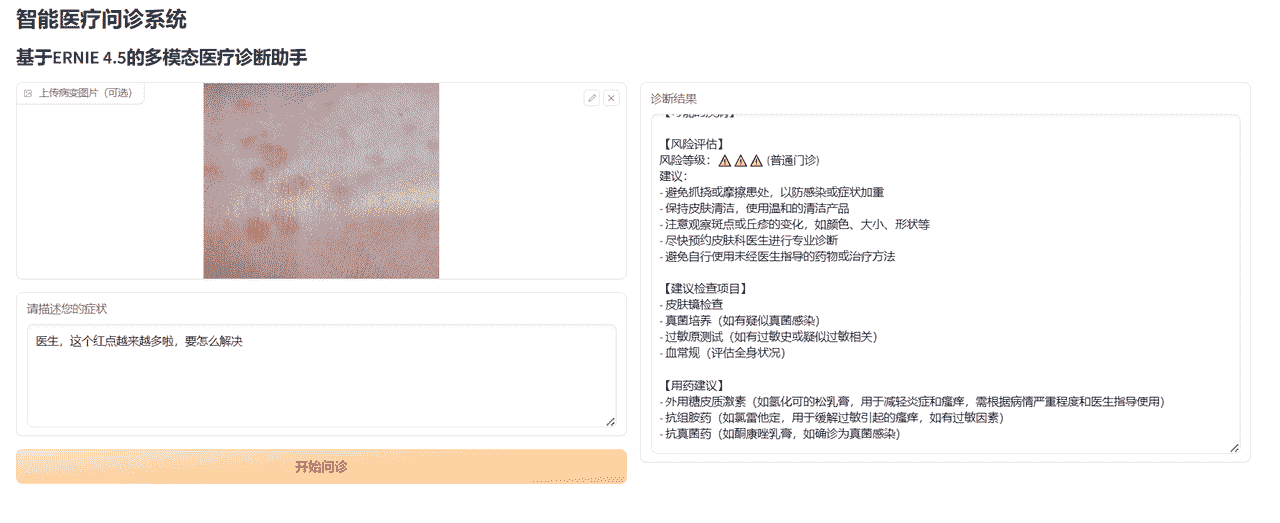 智能医疗问诊系统
基于ERNIE 4.5的多模态医疗诊断助手
上传病变图片（可选）
请描述您的症状
医生，这个红点越来越多啦，要怎么解决
开始问诊
诊断结果
【风险评估】
风险等级：⚠⚠⚠ (普通门诊)
建议：
- 避免抓挠或摩擦患处，以防感染或症状加重
- 保持皮肤清洁，使用温和的清洁产品
- 注意观察斑点或丘疹的变化，如颜色、大小、形状等
- 尽快预约皮肤科医生进行专业诊断
- 避免自行使用未经医生指导的药物或治疗方法
【建议检查项目】
- 皮肤镜检查
- 真菌培养（如有疑似真菌感染）
- 过敏原测试（如有过敏史或疑似过敏相关）
- 血常规（评估全身状况）
【用药建议】
- 外用糖皮质激素（如氢化可的松乳膏，用于减轻炎症和瘙痒，需根据病情严重程度和医生指导使用）
- 抗组胺药（如氯雷他定，用于缓解过敏引起的瘙痒，如有过敏因素）
- 抗真菌药（如酮康唑乳膏，如确诊为真菌感染）